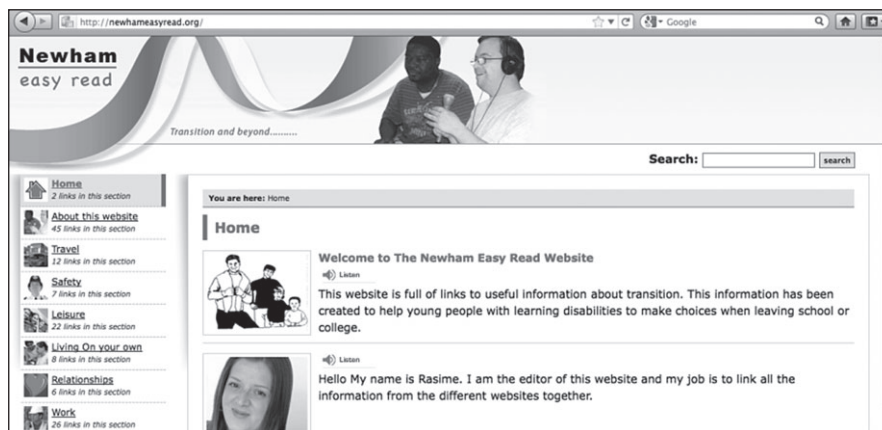 http://newhameasyread.org/
Google
Newham
easy read
Transition and beyond..........
Search:
search
Home
2 links in this section
About this website
45 links in this section
Travel
12 links in this section
Safety
7 links in this section
Leisure
22 links in this section
Living On your own
8 links in this section
Relationships
6 links in this section
Work
26 links in this section
You are here: Home
Home
Welcome to The Newham Easy Read Website
Listen
This website is full of links to useful information about transition. This information has been
created to help young people with learning disabilities to make choices when leaving school or
college.
Listen
Hello My name is Rasime. I am the editor of this website and my job is to link all the
information from the different websites together.